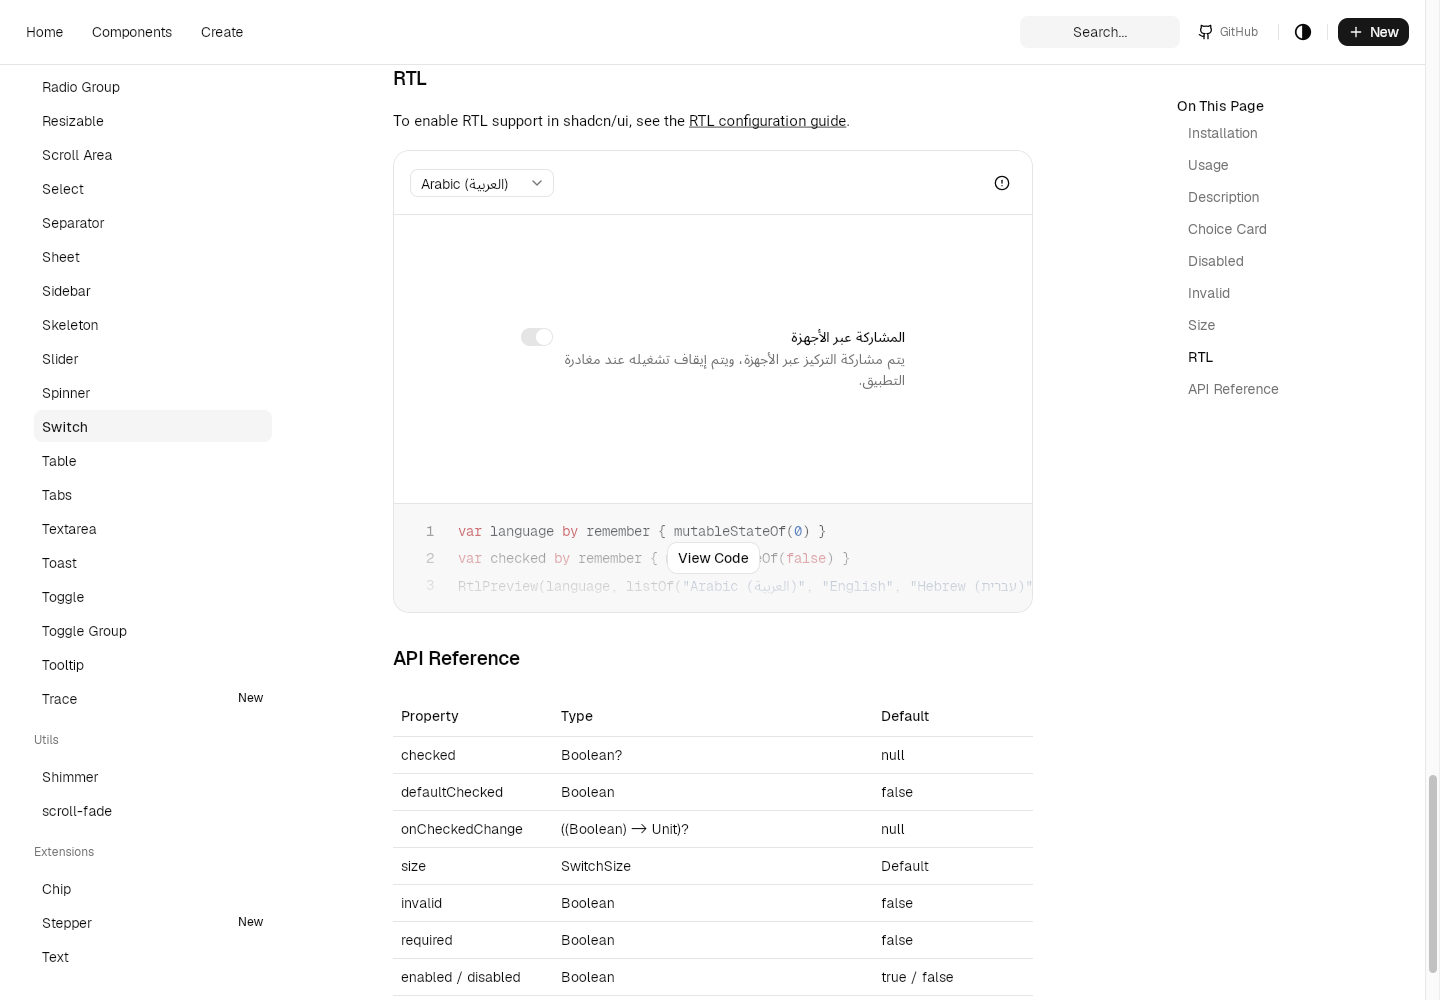 Home
Components
Create
Search...
GitHub
New
Radio Group
Resizable
Scroll Area
Select
Separator
Sheet
Sidebar
Skeleton
Slider
Spinner
Switch
Table
Tabs
Textarea
Toast
Toggle
Toggle Group
Tooltip
Trace New
Utils
Shimmer
scroll-fade
Extensions
Chip
Stepper New
Text
RTL
To enable RTL support in shadcn/ui, see the RTL configuration guide.
Arabic (العربية)
المشاركة عبر الأجهزة
يتم مشاركة التركيز عبر الأجهزة، ويتم إيقاف تشغيله عند مغادرة
التطبيق.
1 var language by remember { mutableStateOf(0) }
2 var checked by remember { eOf(false) }
View Code
3 RtlPreview(language, listOf("Arabic (العربية)", "English", "Hebrew (עברית)"
API Reference
Property Type Default
checked Boolean? null
defaultChecked Boolean false
onCheckedChange ((Boolean) -> Unit)? null
size SwitchSize Default
invalid Boolean false
required Boolean false
enabled / disabled Boolean true / false
On This Page
Installation
Usage
Description
Choice Card
Disabled
Invalid
Size
RTL
API Reference